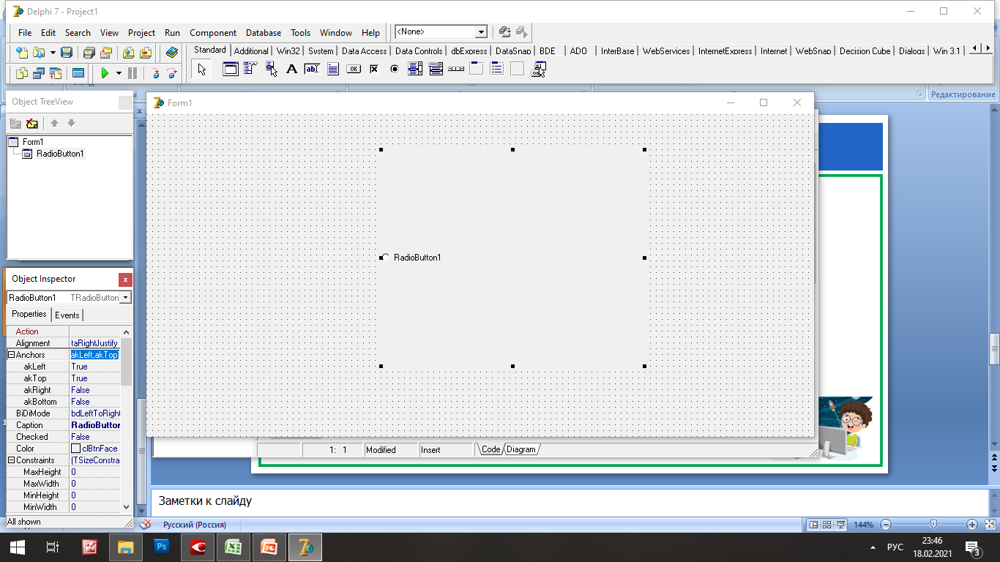 Delphi 7 - Project1
File Edit Search View Project Run Component Database Tools Window Help
<None>
Standard Additional Win32 System Data Access Data Controls dbExpress DataSnap BDE ADO InterBase WebServices InternetExpress Internet WebSnap Decision Cube Dialogs Win 3.1
Редактирование
Object TreeView
Form1
RadioButton1
Form1
RadioButton1
Object Inspector
RadioButton1 TRadioButton
Properties Events
Action
Alignment taRightJustify
Anchors [akLeft,akTop]
akLeft True
akTop True
akRight False
akBottom False
BiDiMode bdLeftToRight
Caption RadioButton
Checked False
Color clBtnFace
Constraints (TSizeConstra
MaxHeight 0
MaxWidth 0
MinHeight 0
MinWidth 0
All shown
1: 1 Modified Insert Code Diagram
Заметки к слайду
Русский (Россия)
144%
РУС
23:46
18.02.2021
3